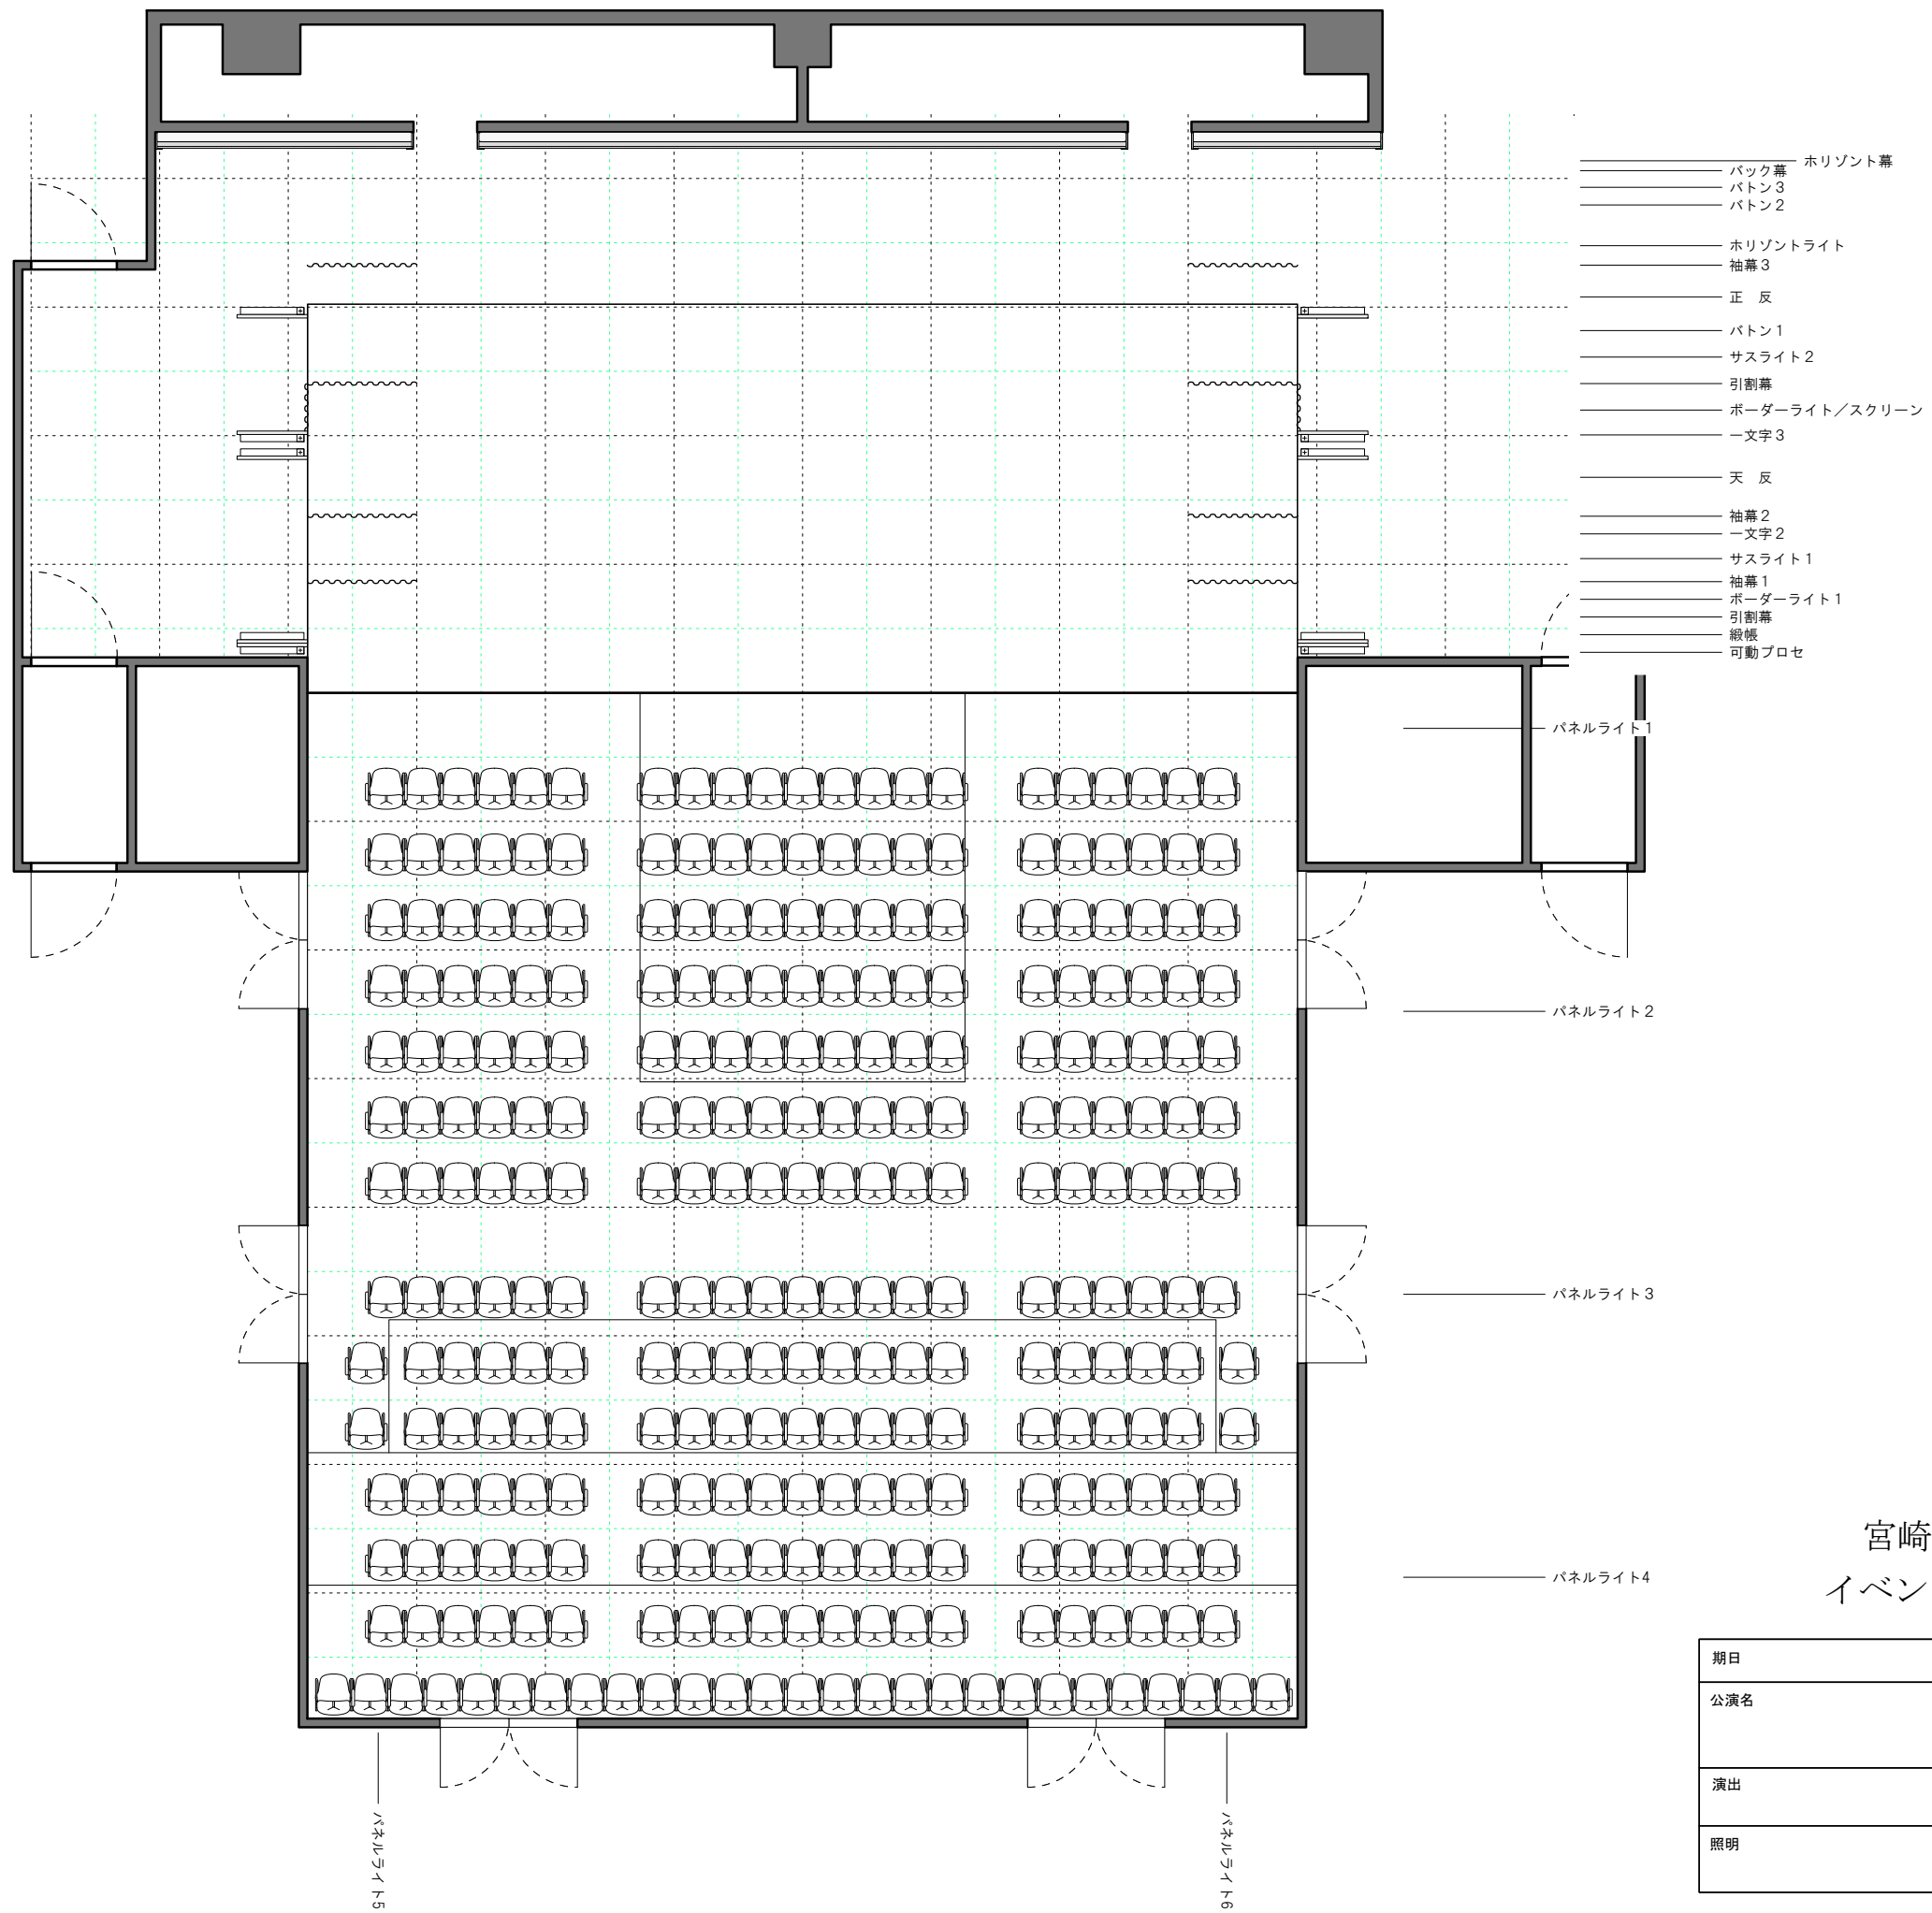 ホリゾント幕
バック幕
バトン3
バトン2
ホリゾントライト
袖幕3
正　反
バトン1
サスライト2
引割幕
ボーダーライト／スクリーン
一文字3
天　反
袖幕2
一文字2
サスライト1
袖幕1
ボーダーライト1
引割幕
緞帳
可動プロセ
パネルライト1
パネルライト2
パネルライト3
パネルライト4
宮崎
イベン
期日
公演名
演出
照明
パネルライト5
パネルライト6